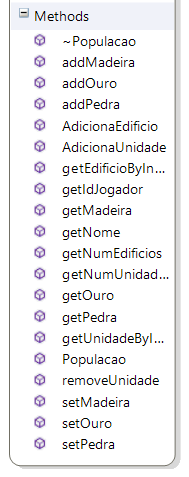 Methods
~Populacao
addMadeira
addOuro
addPedra
AdicionaEdificio
AdicionaUnidade
getEdificioByIn...
getIdJogador
getMadeira
getNome
getNumEdificios
getNumUnidad...
getOuro
getPedra
getUnidadeByI...
Populacao
removeUnidade
setMadeira
setOuro
setPedra